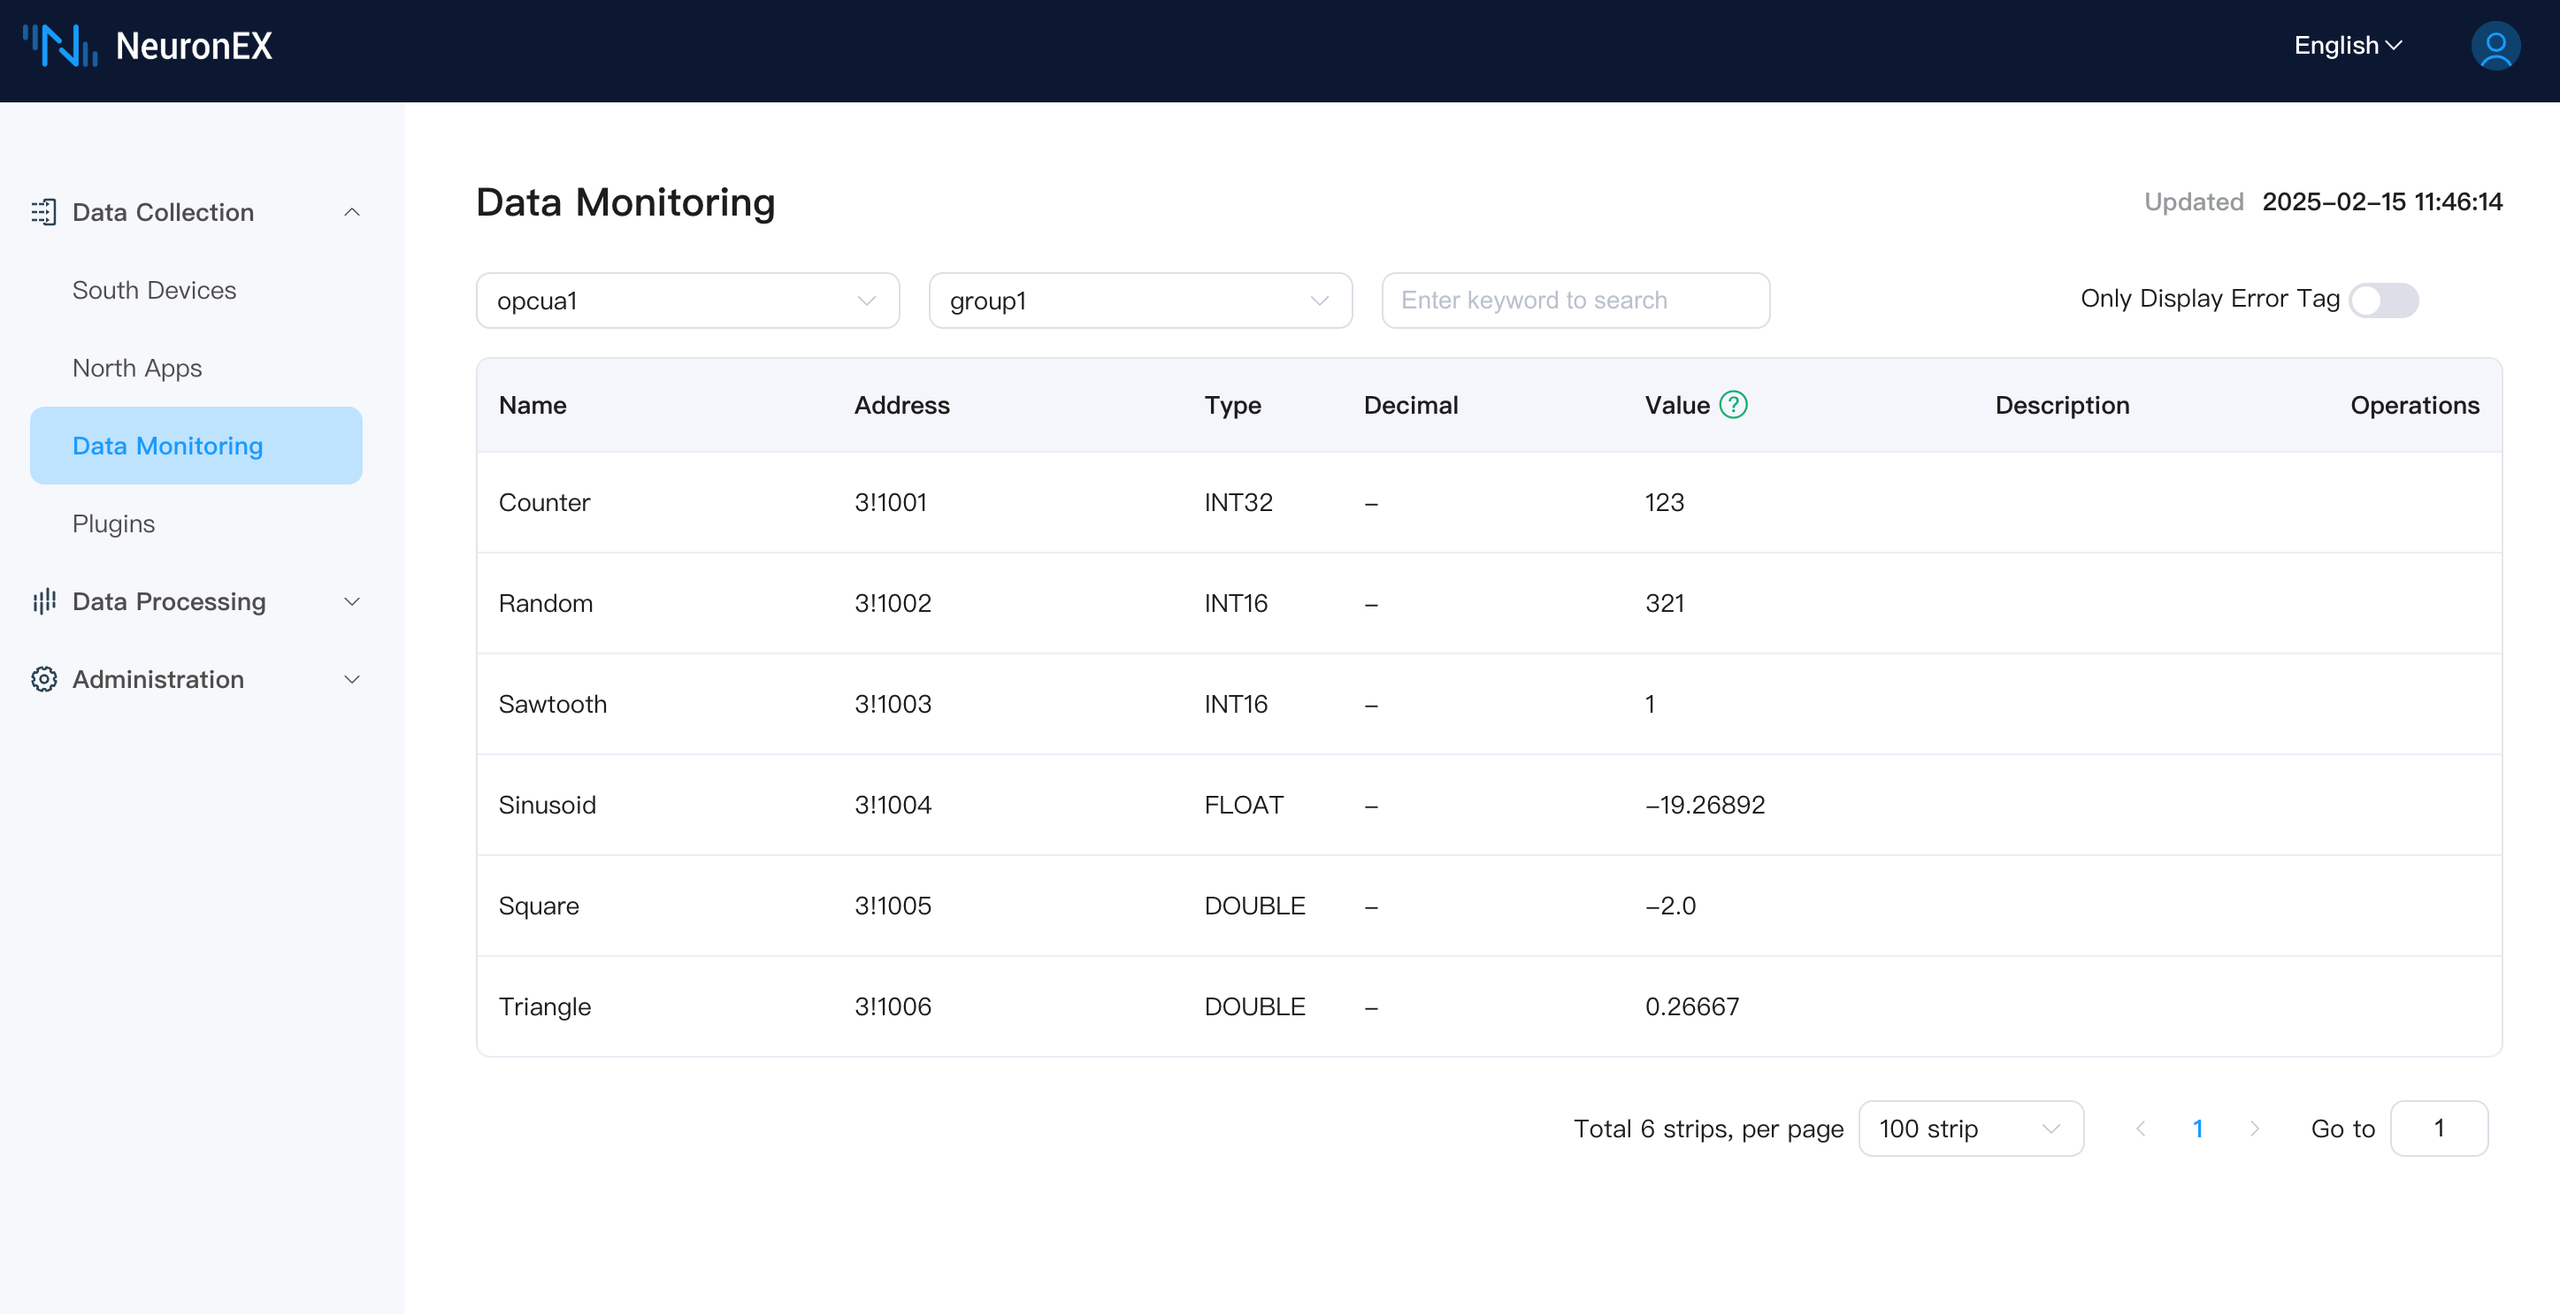 NeuronEX
English
Data Collection
South Devices
North Apps
Data Monitoring
Plugins
Data Processing
Administration
Data Monitoring
Updated 2025-02-15 11:46:14
opcua1 group1 Enter keyword to search Only Display Error Tag
Name Address Type Decimal Value ? Description Operations
Counter 3!1001 INT32 – 123
Random 3!1002 INT16 – 321
Sawtooth 3!1003 INT16 – 1
Sinusoid 3!1004 FLOAT – -19.26892
Square 3!1005 DOUBLE – -2.0
Triangle 3!1006 DOUBLE – 0.26667
Total 6 strips, per page 100 strip 1 Go to 1